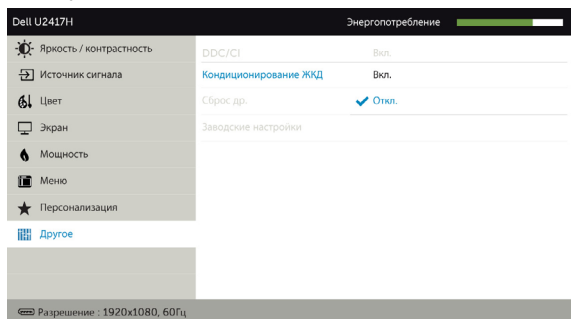 Dell U2417H Энергопотребление
Яркость / контрастность DDC/CI Вкл.
Источник сигнала Кондиционирование ЖКД Вкл.
Цвет Сброс др. Откл.
Экран Заводские настройки
Мощность
Меню
Персонализация
Другое
Разрешение : 1920x1080, 60Гц